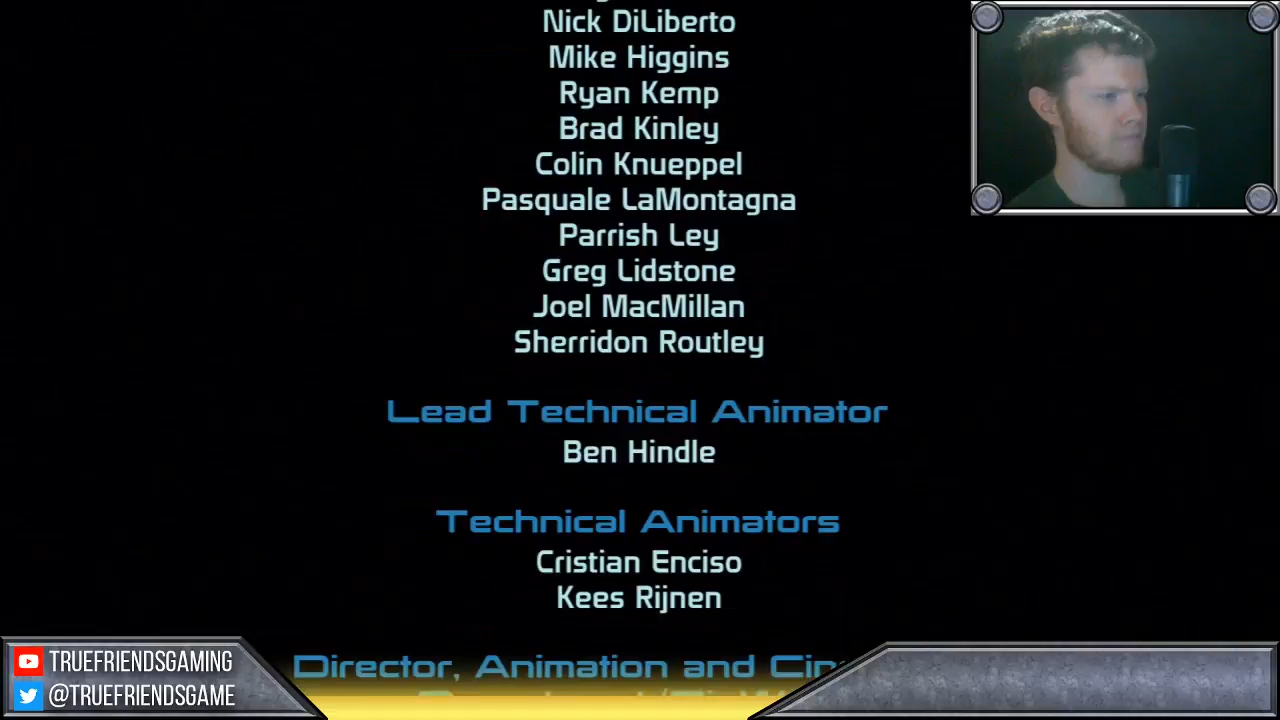 Nick DiLiberto
Mike Higgins
Ryan Kemp
Brad Kinley
Colin Knueppel
Pasquale LaMontagna
Parrish Ley
Greg Lidstone
Joel MacMillan
Sherridon Routley
Lead Technical Animator
Ben Hindle
Technical Animators
Cristian Enciso
Kees Rijnen
Director, Animation and
TRUEFRIENDSGAMING
@TRUEFRIENDSGAME